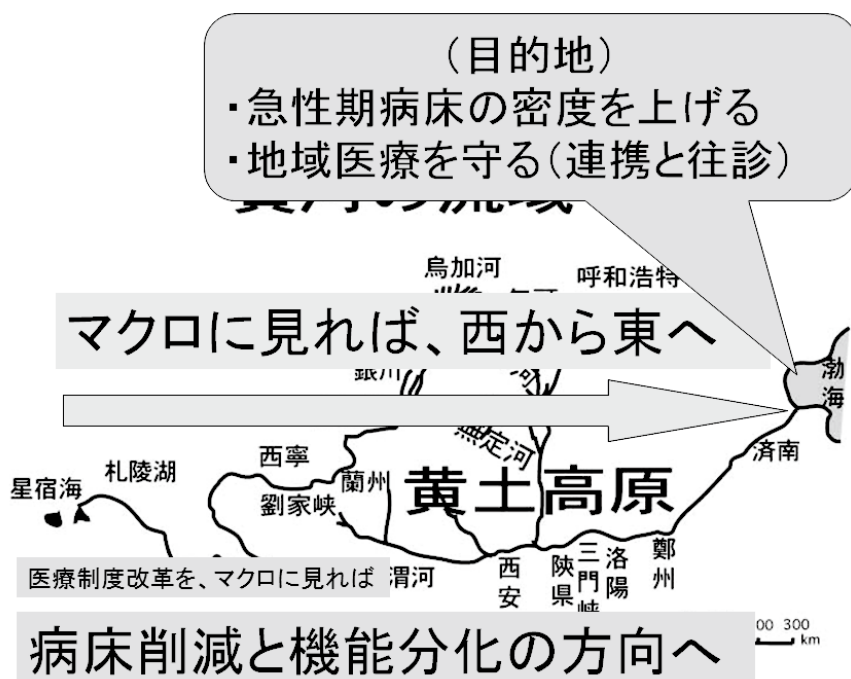 (目的地)
・急性期病床の密度を上げる
・地域医療を守る(連携と往診)
黄河の流域
烏加河
呼和浩特
マクロに見れば、西から東へ
銀川
渤海
無定河
済南
西寧
蘭州
札陵湖
星宿海
劉家峡
黄土高原
鄭州
洛陽
三門峡
陝県
西安
渭河
医療制度改革を、マクロに見れば
00 300
km
病床削減と機能分化の方向へ